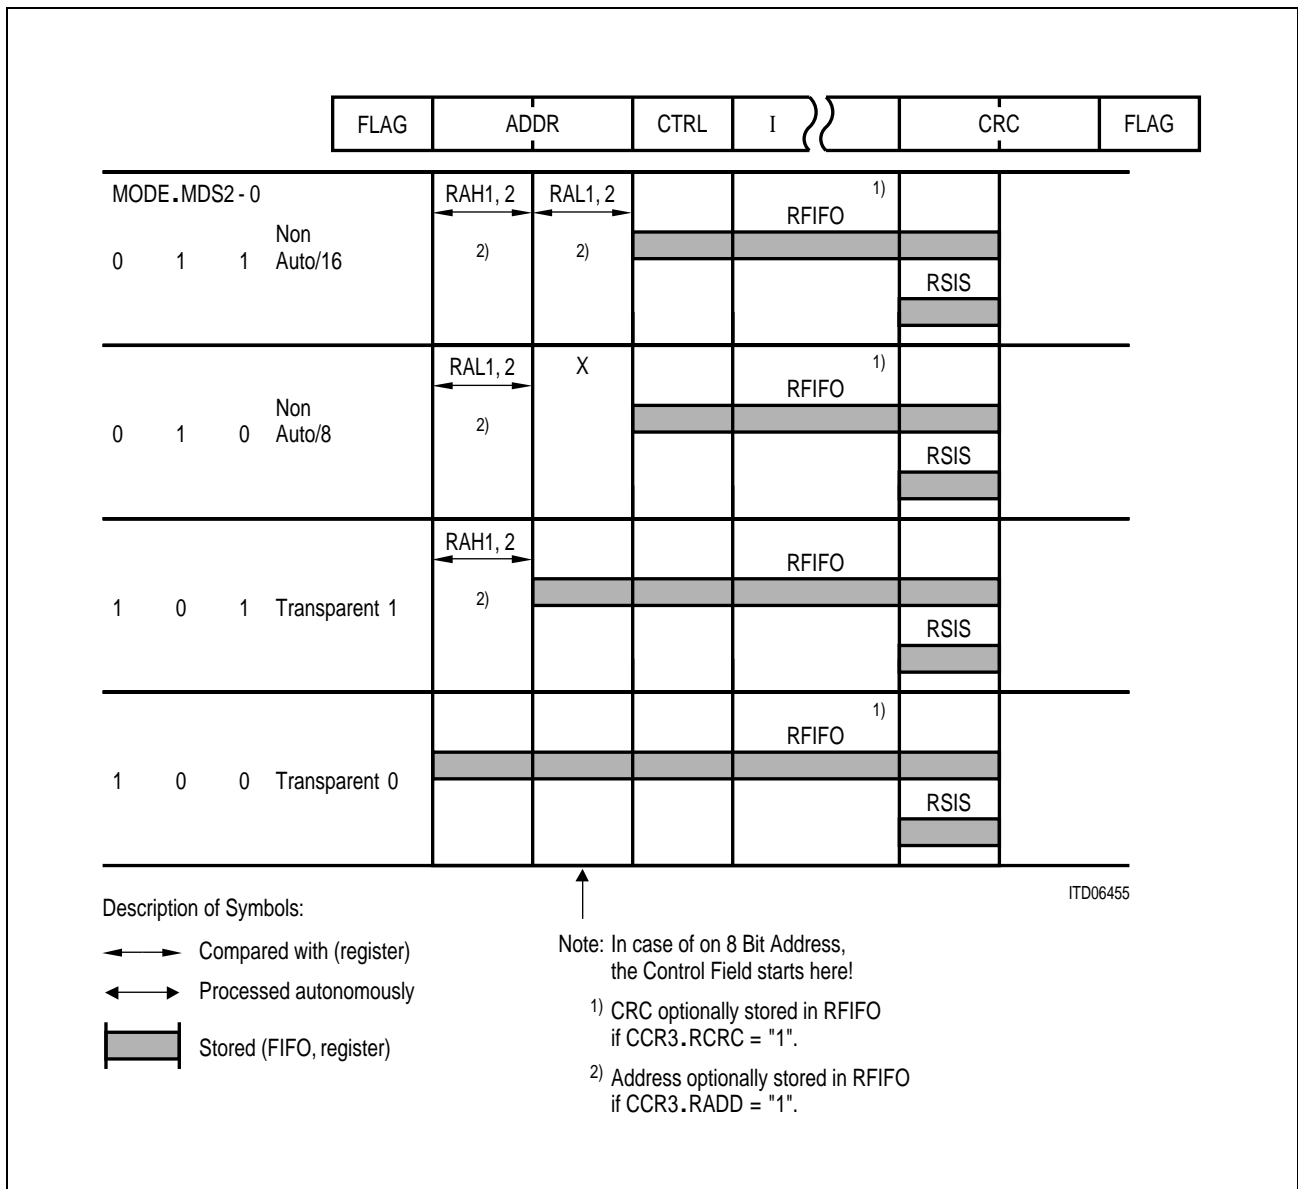 FLAG ADDR CTRL I CRC FLAG
MODE.MDS2 - 0 RAH1, 2 RAL1, 2 1)
RFIFO
Non
0 1 1 Auto/16 2) 2)
RSIS
RAL1, 2 X 1)
RFIFO
Non
0 1 0 Auto/8 2)
RSIS
RAH1, 2
RFIFO
1 0 1 Transparent 1 2)
RSIS
1)
RFIFO
1 0 0 Transparent 0
RSIS
ITD06455
Description of Symbols:
Compared with (register)
Processed autonomously
Stored (FIFO, register)
Note: In case of on 8 Bit Address,
the Control Field starts here!
1) CRC optionally stored in RFIFO
if CCR3.RCRC = "1".
2) Address optionally stored in RFIFO
if CCR3.RADD = "1".